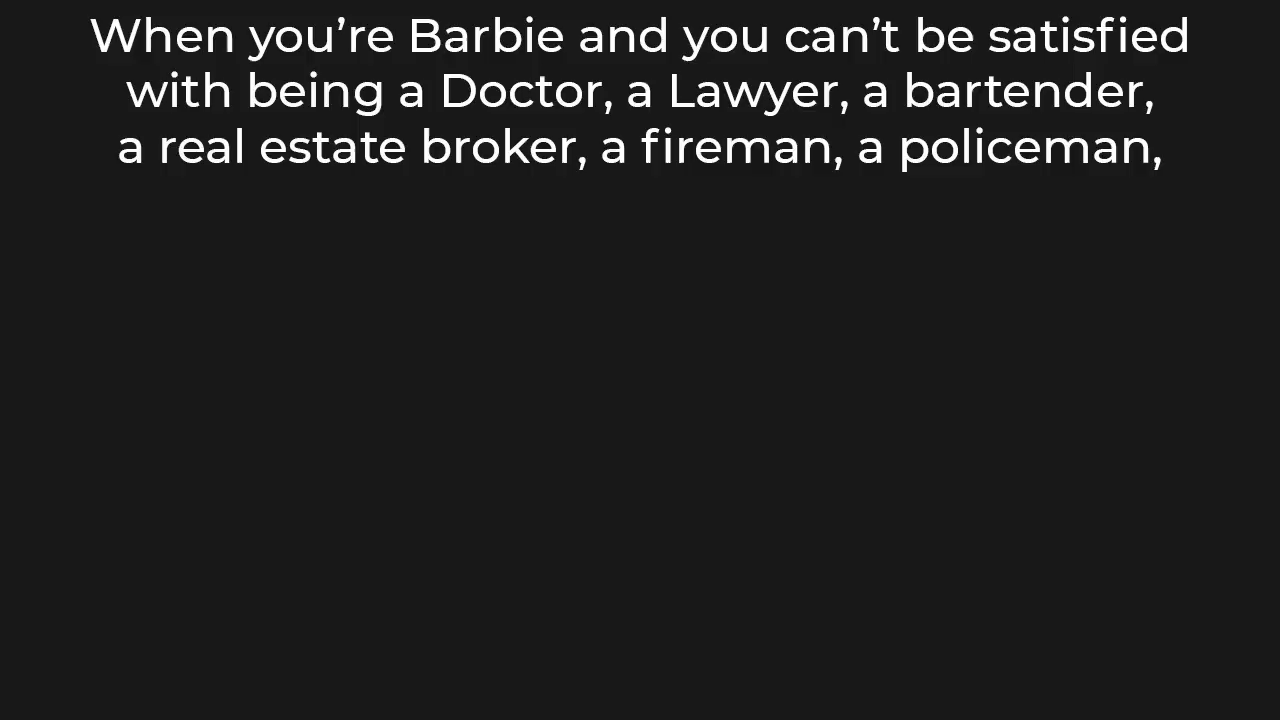 When you’re Barbie and you can’t be satisfied
with being a Doctor, a Lawyer, a bartender,
a real estate broker, a fireman, a policeman,